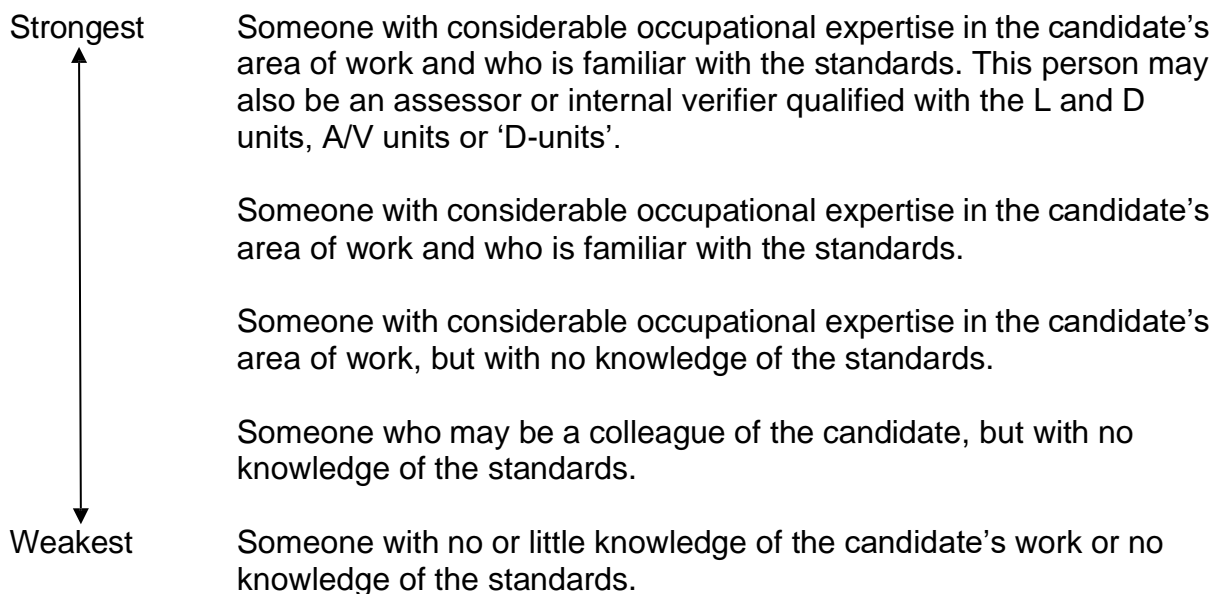 Strongest Someone with considerable occupational expertise in the candidate’s
area of work and who is familiar with the standards. This person may
also be an assessor or internal verifier qualified with the L and D
units, A/V units or ‘D-units’.
Someone with considerable occupational expertise in the candidate’s
area of work and who is familiar with the standards.
Someone with considerable occupational expertise in the candidate’s
area of work, but with no knowledge of the standards.
Someone who may be a colleague of the candidate, but with no
knowledge of the standards.
Weakest Someone with no or little knowledge of the candidate’s work or no
knowledge of the standards.